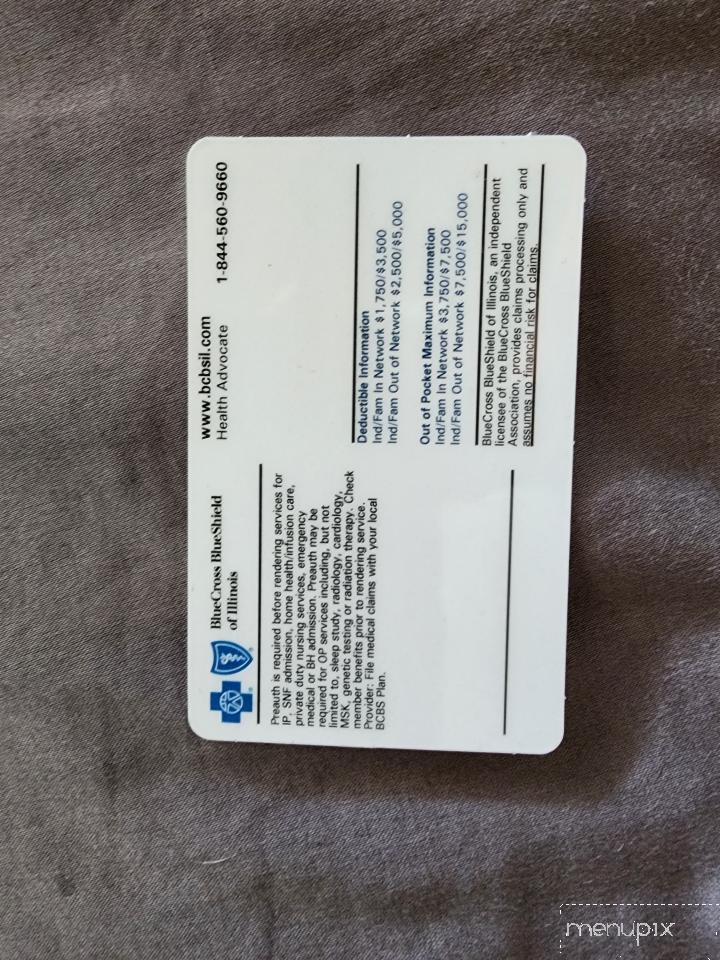 BlueCross BlueShield
of Illinois
www.bcbsil.com
Health Advocate 1-844-560-9660
Preauth is required before rendering services for
IP, SNF admission, home health/infusion care,
private duty nursing services, emergency
medical or BH admission. Preauth may be
required for OP services including, but not
limited to, sleep study, radiology, cardiology,
MSK, genetic testing or radiation therapy. Check
member benefits prior to rendering service.
Provider: File medical claims with your local
BCBS Plan.
Deductible Information
Ind/Fam In Network $1,750/$3,500
Ind/Fam Out of Network $2,500/$5,000
Out of Pocket Maximum Information
Ind/Fam In Network $3,750/$7,500
Ind/Fam Out of Network $7,500/$15,000
BlueCross BlueShield of Illinois, an independent
licensee of the BlueCross BlueShield
Association, provides claims processing only and
assumes no financial risk for claims.
menupix